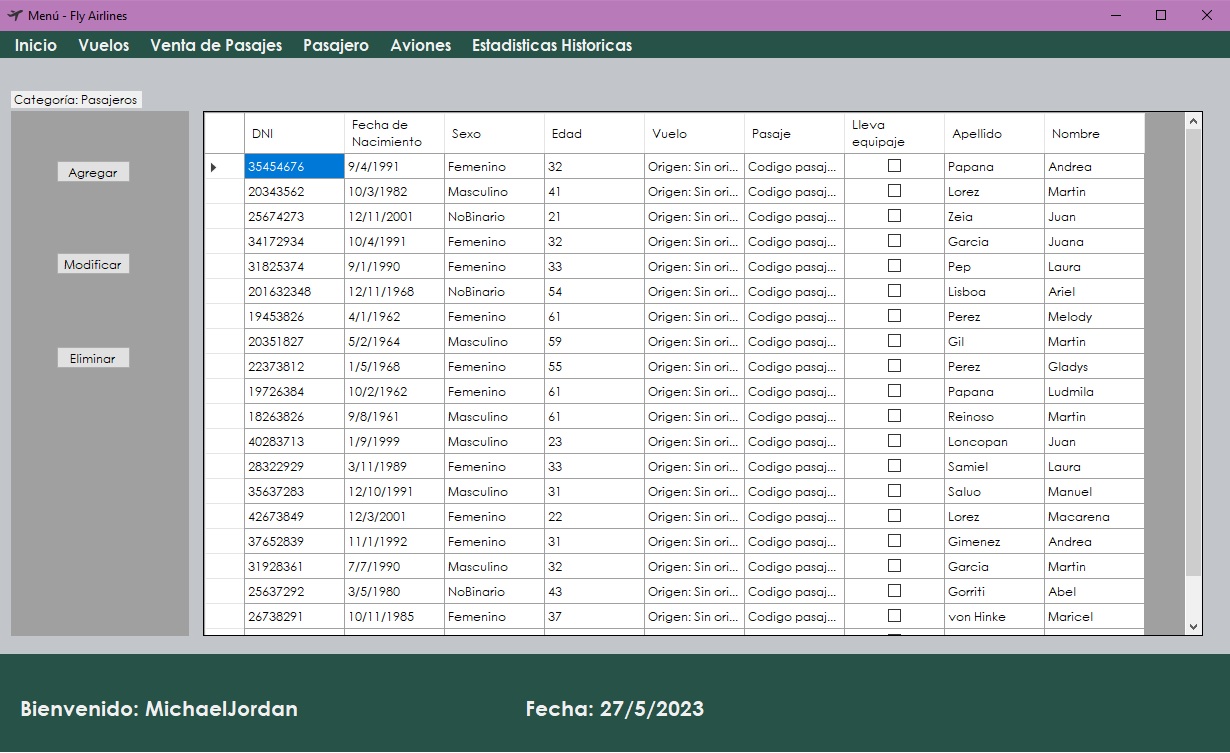 Menú - Fly Airlines
Inicio Vuelos Venta de Pasajes Pasajero Aviones Estadisticas Historicas
Categoría: Pasajeros
Agregar
Modificar
Eliminar
DNI Fecha de Nacimiento Sexo Edad Vuelo Pasaje Lleva equipaje Apellido Nombre
35454676 9/4/1991 Femenino 32 Origen: Sin ori... Codigo pasaj... Papana Andrea
20343562 10/3/1982 Masculino 41 Origen: Sin ori... Codigo pasaj... Lorez Martin
25674273 12/11/2001 NoBinario 21 Origen: Sin ori... Codigo pasaj... Zeia Juan
34172934 10/4/1991 Femenino 32 Origen: Sin ori... Codigo pasaj... Garcia Juana
31825374 9/1/1990 Femenino 33 Origen: Sin ori... Codigo pasaj... Pep Laura
201632348 12/11/1968 NoBinario 54 Origen: Sin ori... Codigo pasaj... Lisboa Ariel
19453826 4/1/1962 Femenino 61 Origen: Sin ori... Codigo pasaj... Perez Melody
20351827 5/2/1964 Masculino 59 Origen: Sin ori... Codigo pasaj... Gil Martin
22373812 1/5/1968 Femenino 55 Origen: Sin ori... Codigo pasaj... Perez Gladys
19726384 10/2/1962 Femenino 61 Origen: Sin ori... Codigo pasaj... Papana Ludmila
18263826 9/8/1961 Masculino 61 Origen: Sin ori... Codigo pasaj... Reinoso Martin
40283713 1/9/1999 Masculino 23 Origen: Sin ori... Codigo pasaj... Loncopan Juan
28322929 3/11/1989 Femenino 33 Origen: Sin ori... Codigo pasaj... Samiel Laura
35637283 12/10/1991 Masculino 31 Origen: Sin ori... Codigo pasaj... Saluo Manuel
42673849 12/3/2001 Femenino 22 Origen: Sin ori... Codigo pasaj... Lorez Macarena
37652839 11/1/1992 Femenino 31 Origen: Sin ori... Codigo pasaj... Gimenez Andrea
31928361 7/7/1990 Masculino 32 Origen: Sin ori... Codigo pasaj... Garcia Martin
25637292 3/5/1980 NoBinario 43 Origen: Sin ori... Codigo pasaj... Gorriti Abel
26738291 10/11/1985 Femenino 37 Origen: Sin ori... Codigo pasaj... von Hinke Maricel
Bienvenido: MichaelJordan Fecha: 27/5/2023